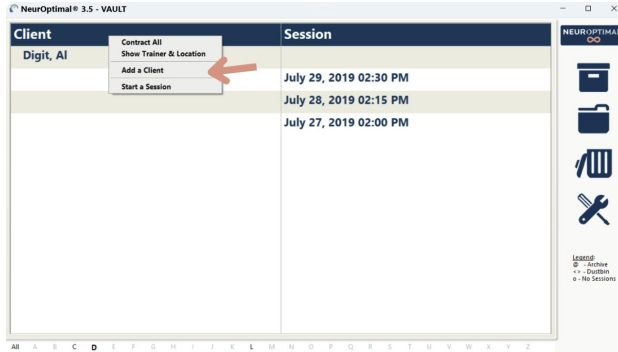 NeurOptimal® 3.5 - VAULT
Client
Session
NEUROPTIMAL
Contract All
Show Trainer & Location
Add a Client
Start a Session
Digit, Al
July 29, 2019 02:30 PM
July 28, 2019 02:15 PM
July 27, 2019 02:00 PM
Legend:
@ - Archive
<> - Dustbin
o - No Sessions
All A B C D E F G H I J K L M N O P Q R S T U V W X Y Z